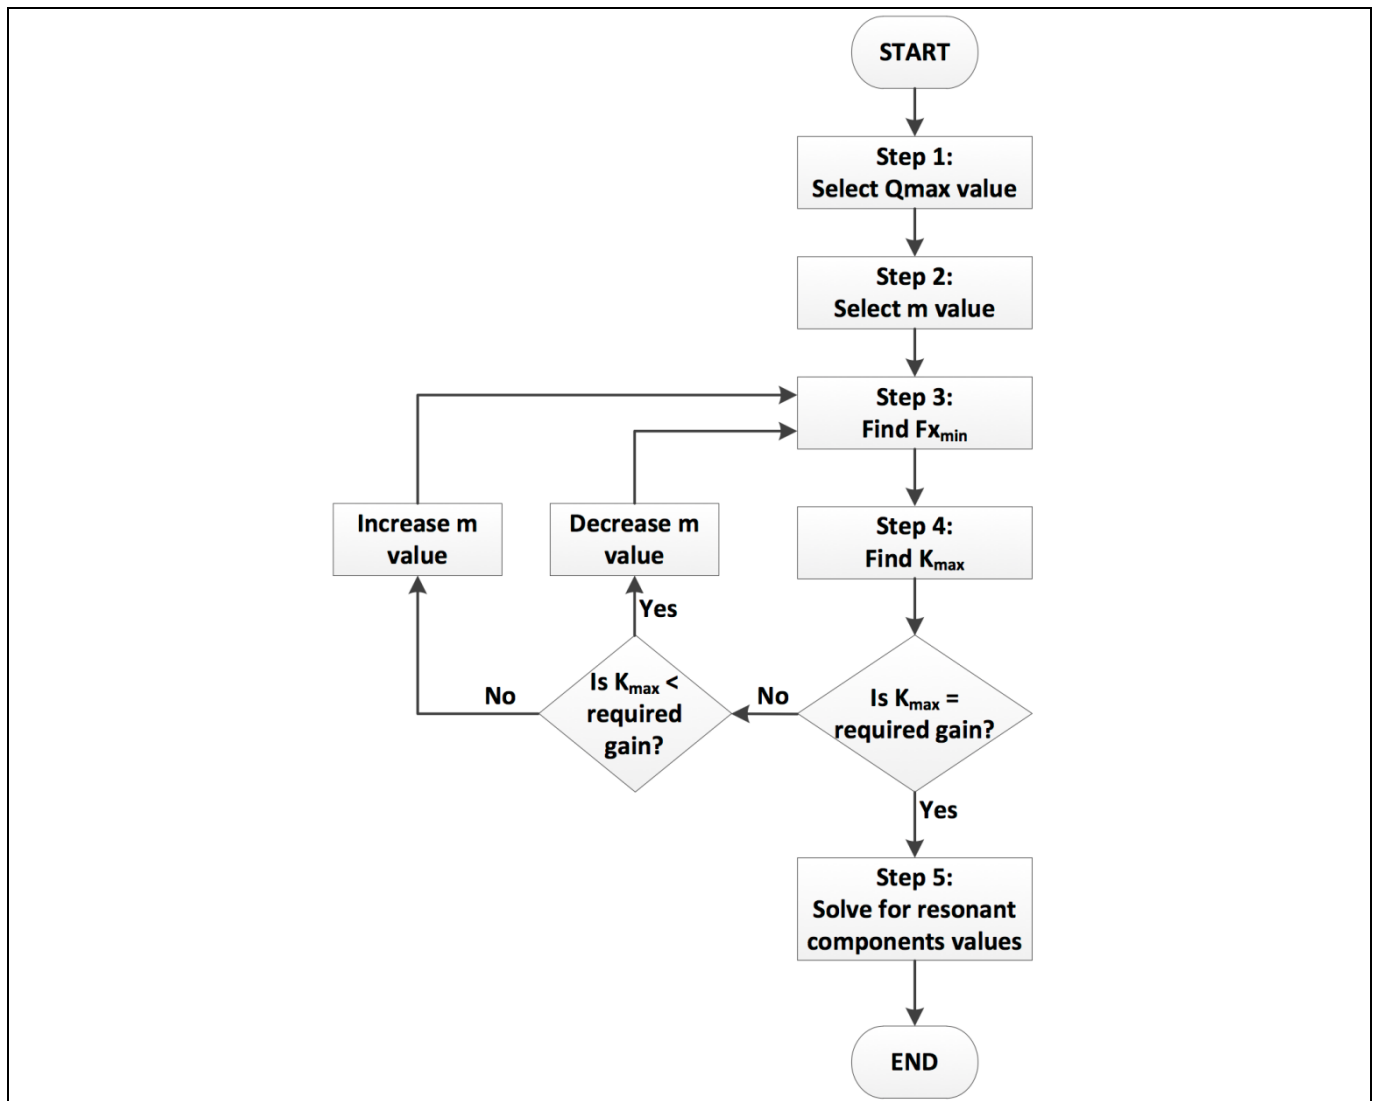 START
Step 1:
Select Qmax value
Step 2:
Select m value
Step 3:
Find Fxmin
Increase m
value
Decrease m
value
Step 4:
Find Kmax
Yes
No
Is Kmax <
required
gain?
No
Is Kmax =
required gain?
Yes
Step 5:
Solve for resonant
components values
END